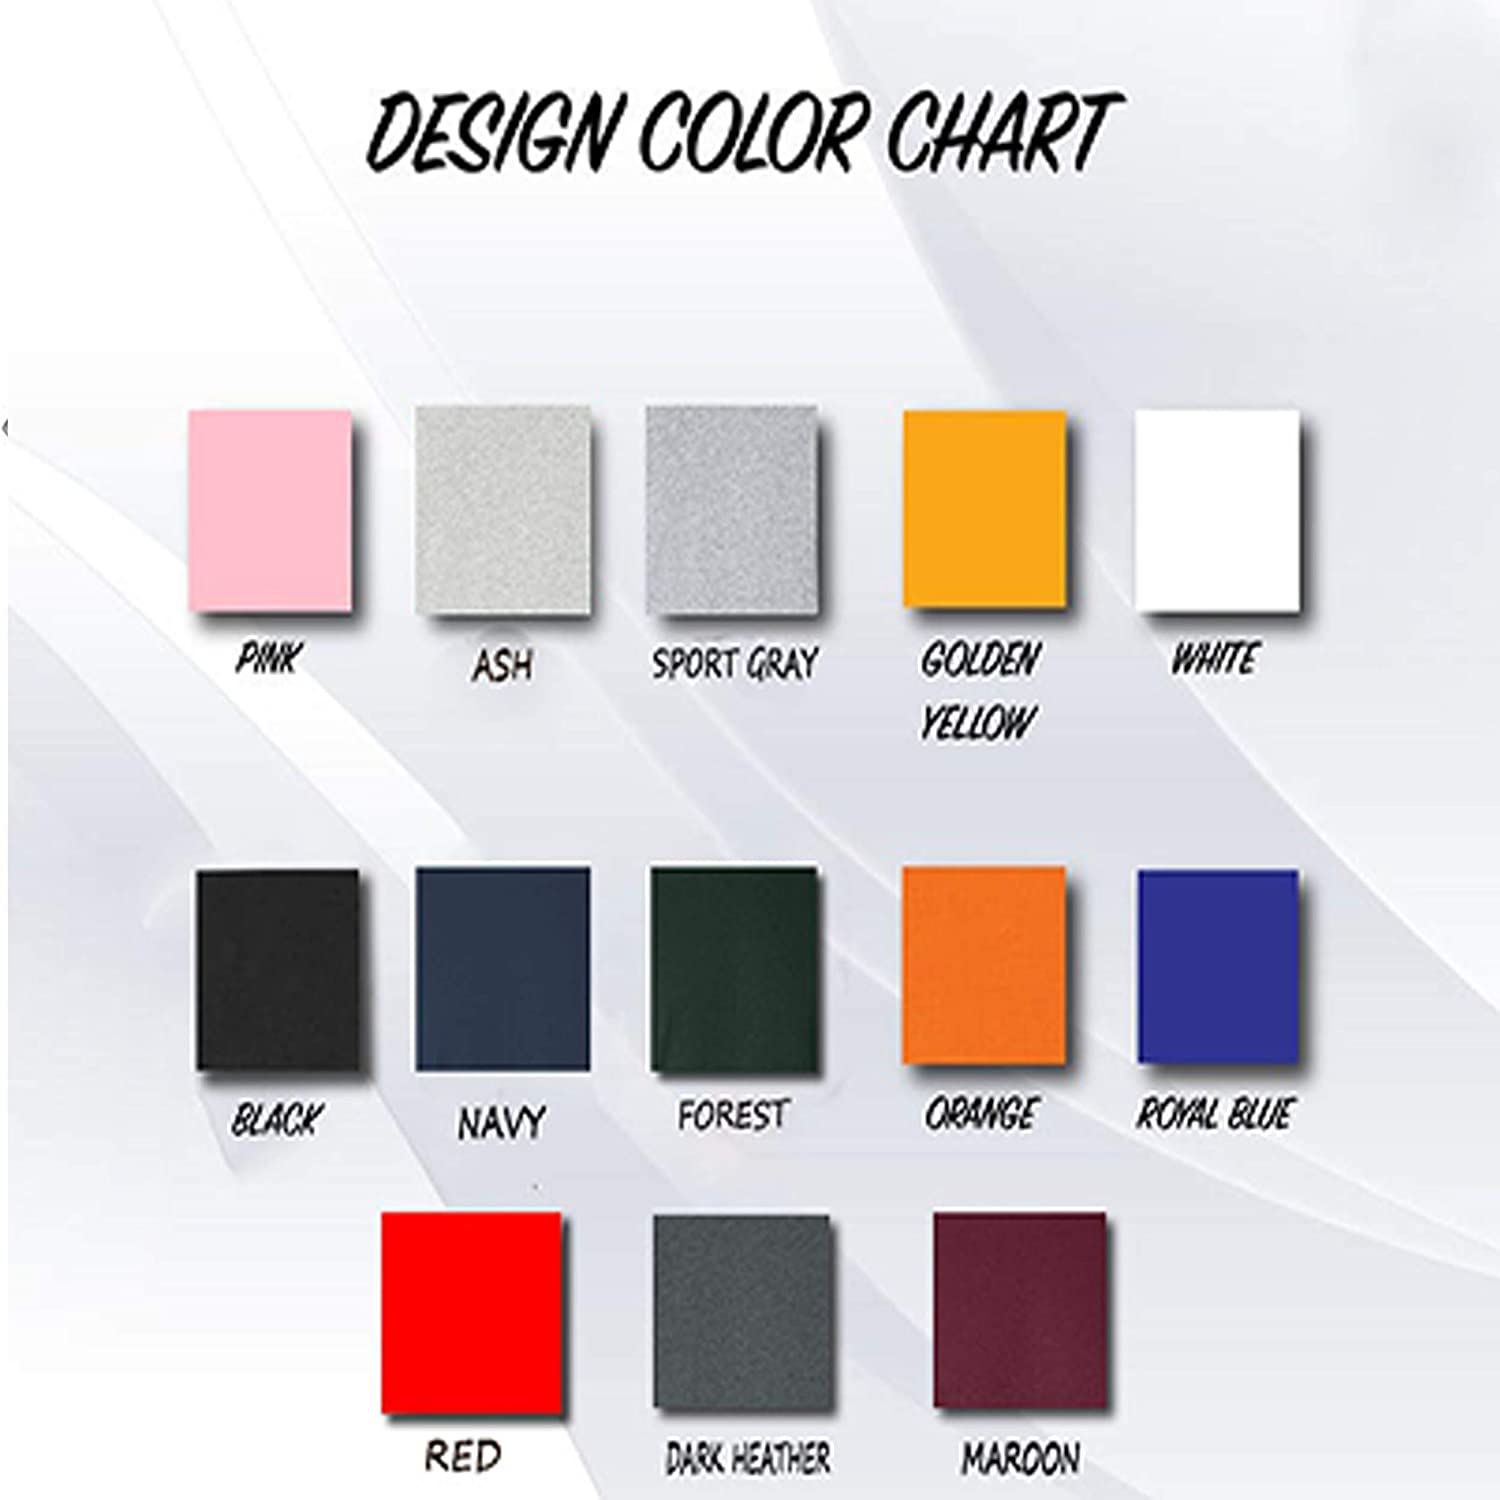 DESIGN COLOR CHART
PINK
ASH
SPORT GRAY
GOLDEN
YELLOW
WHITE
BLACK
NAVY
FOREST
ORANGE
ROYAL BLUE
RED
DARK HEATHER
MAROON